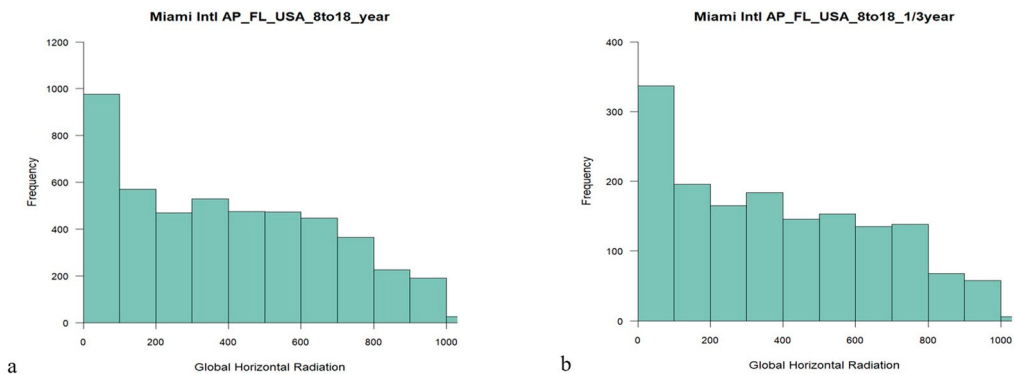 Miami Intl AP_FL_USA_8to18_year
1200
1000
800
600
400
200
0
Frequency
0 200 400 600 800 1000
Global Horizontal Radiation
a
Miami Intl AP_FL_USA_8to18_1/3year
400
300
200
100
0
Frequency
0 200 400 600 800 1000
Global Horizontal Radiation
b